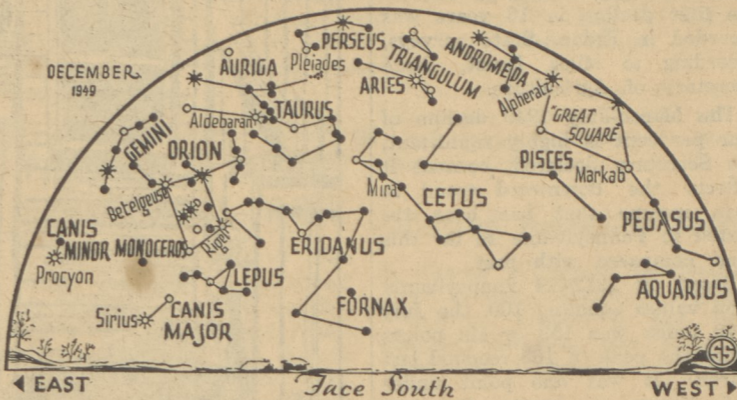 DECEMBER
1949
PERSEUS
Pleiades
AURIGA
ARIES
TRIANGULUM
ANDROMEDA
Alpheratz
"GREAT
SQUARE"
Aldebaran
TAURUS
GEMINI
ORION
Betelgeuse
Rigel
Mira
CETUS
PISCES
Markab
PEGASUS
CANIS
MINOR
Procyon
MONOCEROS
ERIDANUS
LEPUS
FORNAX
AQUARIUS
Sirius
CANIS
MAJOR
EAST
Face South
WEST